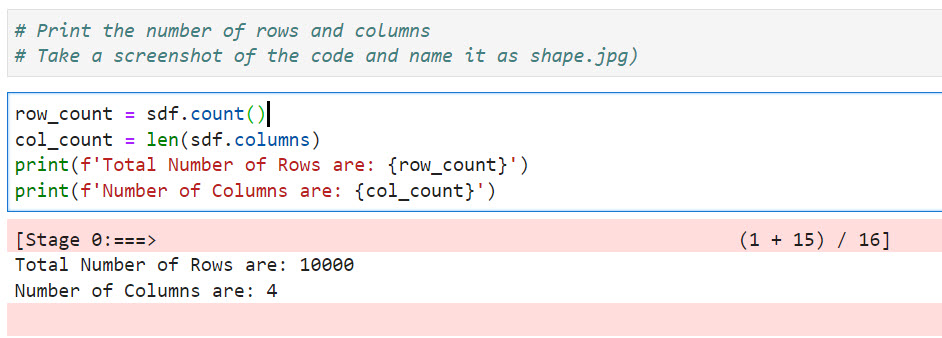 # Print the number of rows and columns
# Take a screenshot of the code and name it as shape.jpg)
row_count = sdf.count()
col_count = len(sdf.columns)
print(f'Total Number of Rows are: {row_count}')
print(f'Number of Columns are: {col_count}')
[Stage 0:===> (1 + 15) / 16]
Total Number of Rows are: 10000
Number of Columns are: 4